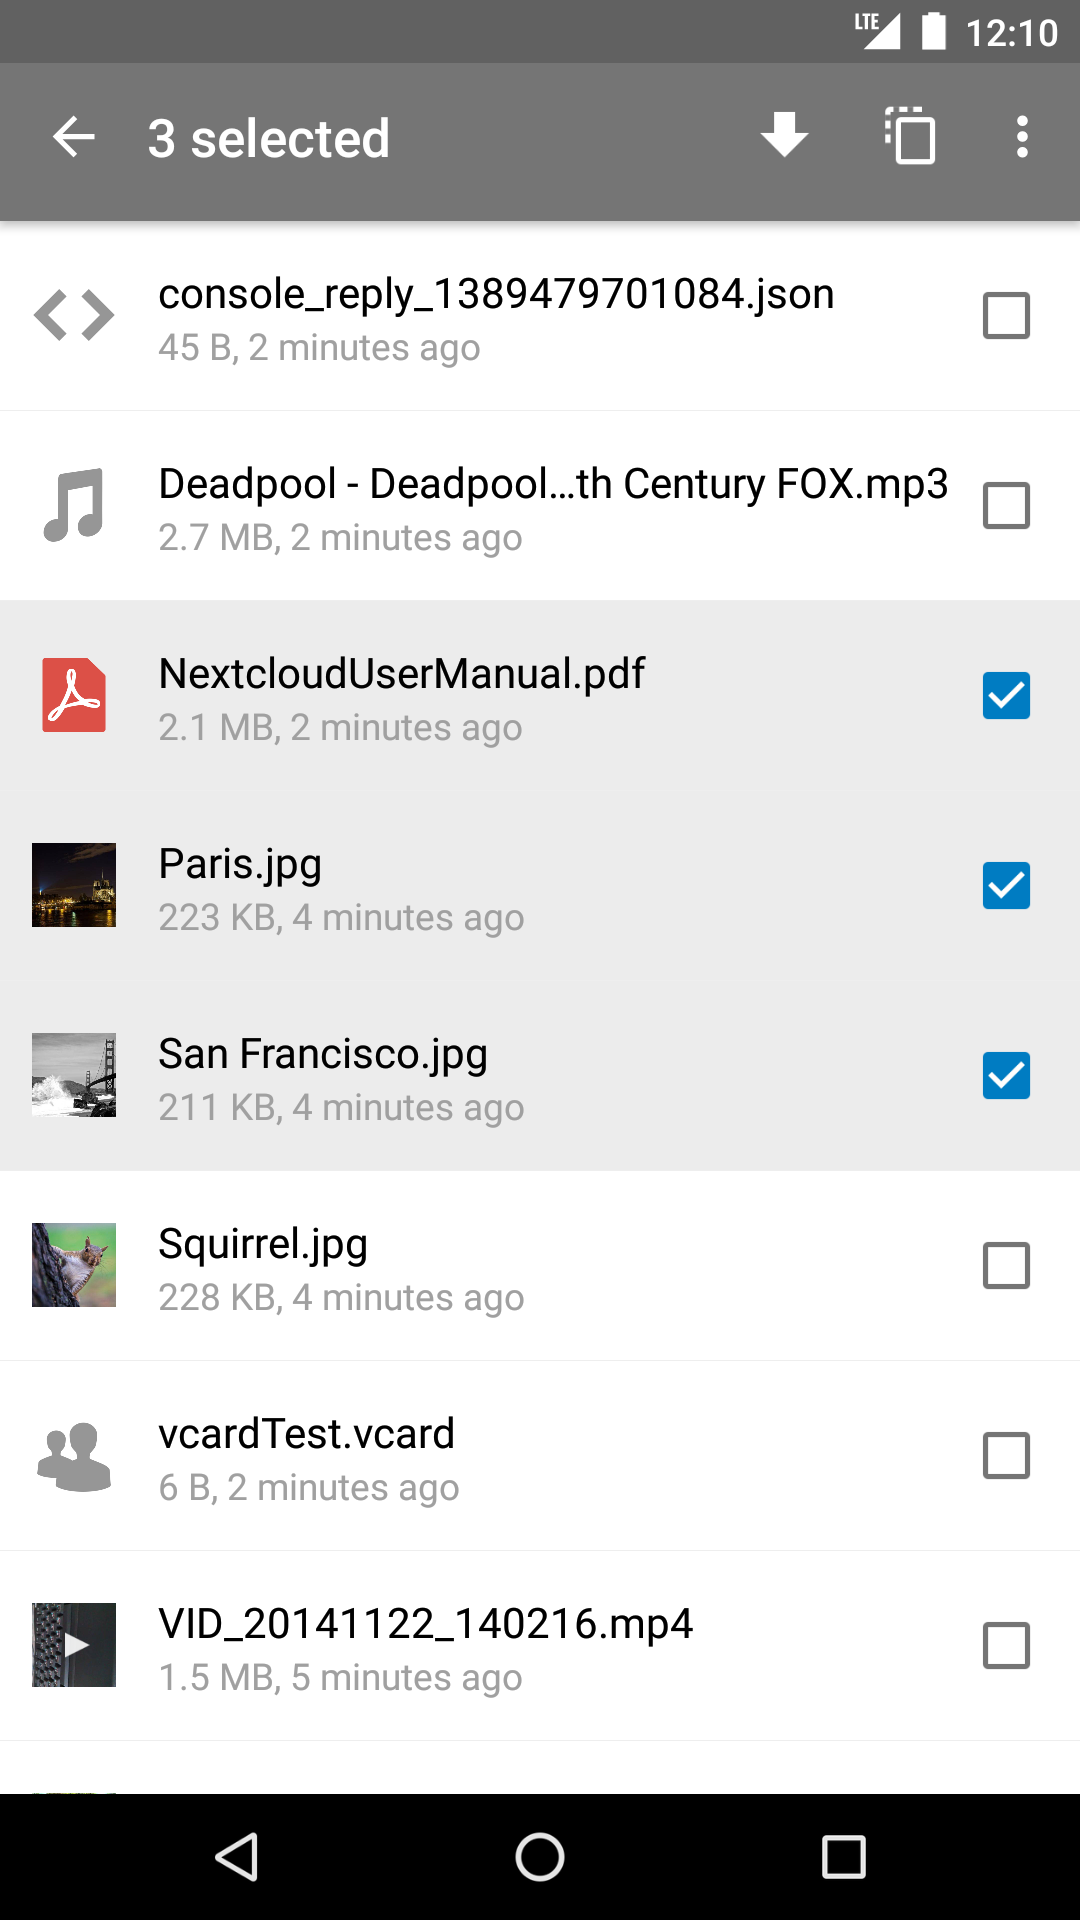 LTE 12:10
3 selected
console_reply_1389479701084.json
45 B, 2 minutes ago
Deadpool - Deadpool...th Century FOX.mp3
2.7 MB, 2 minutes ago
NextcloudUserManual.pdf
2.1 MB, 2 minutes ago
Paris.jpg
223 KB, 4 minutes ago
San Francisco.jpg
211 KB, 4 minutes ago
Squirrel.jpg
228 KB, 4 minutes ago
vcardTest.vcard
6 B, 2 minutes ago
VID_20141122_140216.mp4
1.5 MB, 5 minutes ago